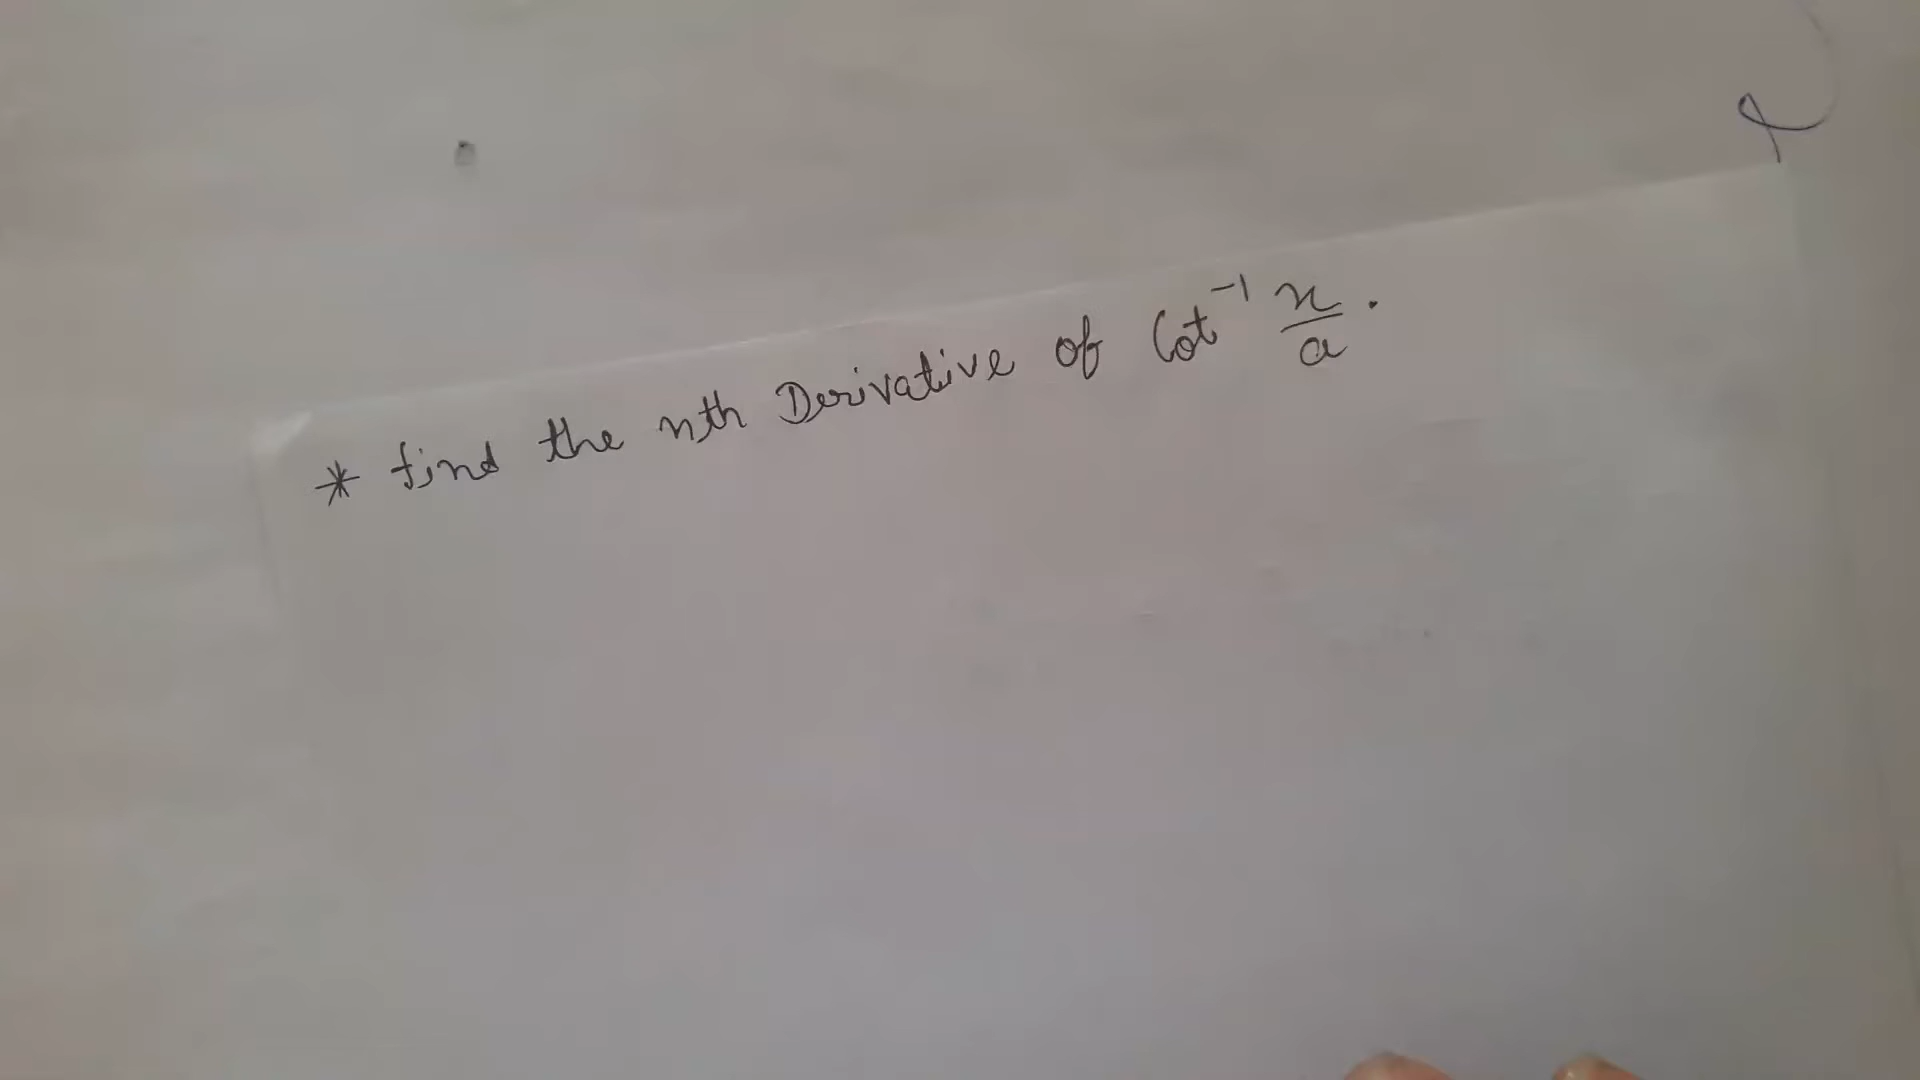 * find the nth Derivative of Cot⁻¹ x/a.